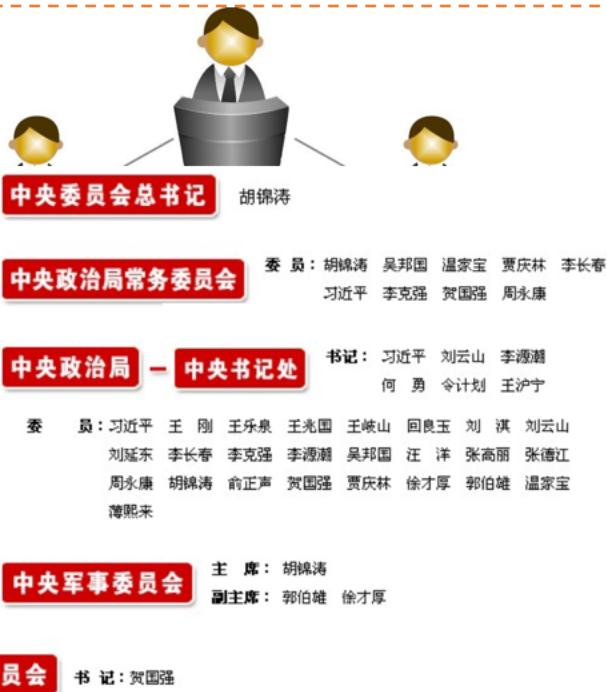 中央委员会总书记 胡锦涛
中央政治局常务委员会 委 员：胡锦涛 吴邦国 温家宝 贾庆林 李长春
习近平 李克强 贺国强 周永康
中央政治局 — 中央书记处 书记：习近平 刘云山 李源潮
何 勇 令计划 王沪宁
委 员：习近平 王 刚 王乐泉 王兆国 王岐山 回良玉 刘 淇 刘云山
刘延东 李长春 李克强 李源潮 吴邦国 汪 洋 张高丽 张德江
周永康 胡锦涛 俞正声 贺国强 贾庆林 徐才厚 郭伯雄 温家宝
薄熙来
中央军事委员会 主 席：胡锦涛
副主席：郭伯雄 徐才厚
员会 书 记：贺国强